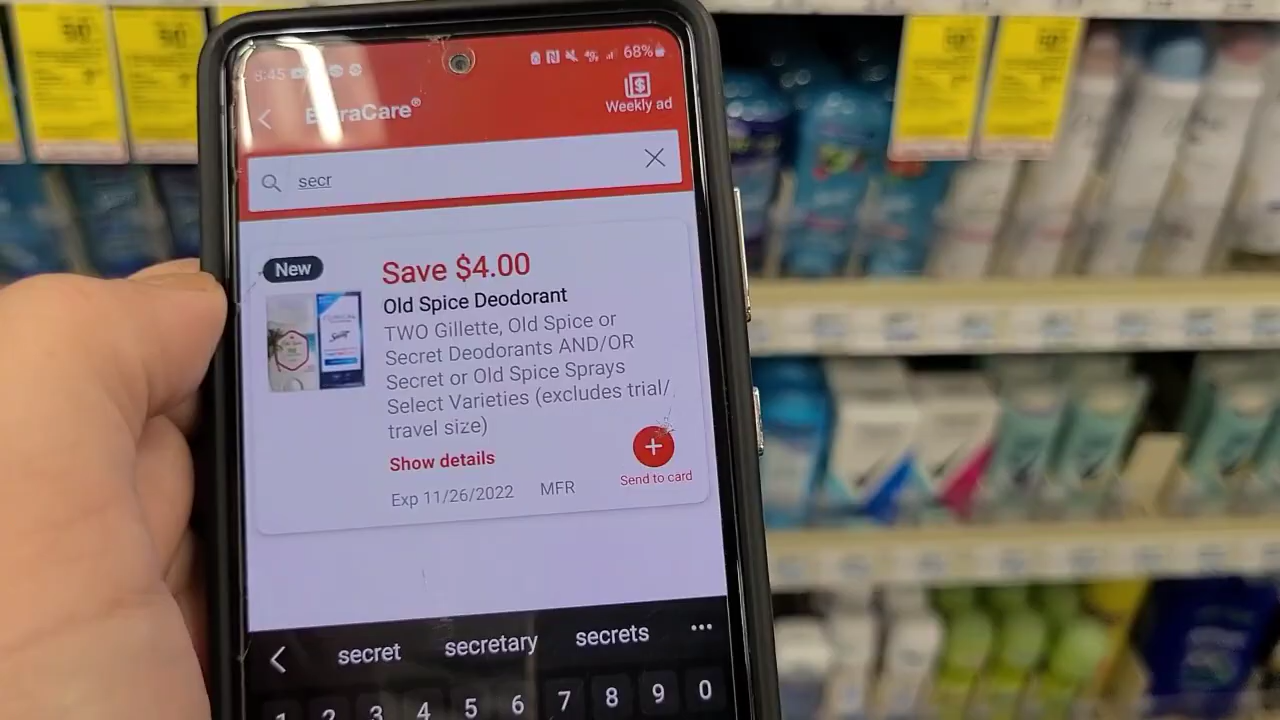 8:45
68%
ExtraCare®
Weekly ad
secr
New
Save $4.00
Old Spice Deodorant
TWO Gillette, Old Spice or
Secret Deodorants AND/OR
Secret or Old Spice Sprays
Select Varieties (excludes trial/
travel size)
Show details
Send to card
Exp 11/26/2022 MFR
secret secretary secrets
1 2 3 4 5 6 7 8 9 0